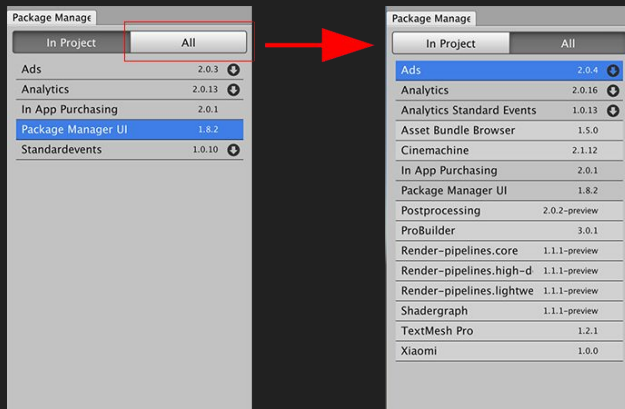 Package Manage
In Project All
Ads 2.0.3
Analytics 2.0.13
In App Purchasing 2.0.1
Package Manager UI 1.8.2
Standardevents 1.0.10
Package Manage
In Project All
Ads 2.0.4
Analytics 2.0.16
Analytics Standard Events 1.0.13
Asset Bundle Browser 1.5.0
Cinemachine 2.1.12
In App Purchasing 2.0.1
Package Manager UI 1.8.2
Postprocessing 2.0.2-preview
ProBuilder 3.0.1
Render-pipelines.core 1.1.1-preview
Render-pipelines.high-d 1.1.1-preview
Render-pipelines.lightwe 1.1.1-preview
Shadergraph 1.1.1-preview
TextMesh Pro 1.2.1
Xiaomi 1.0.0